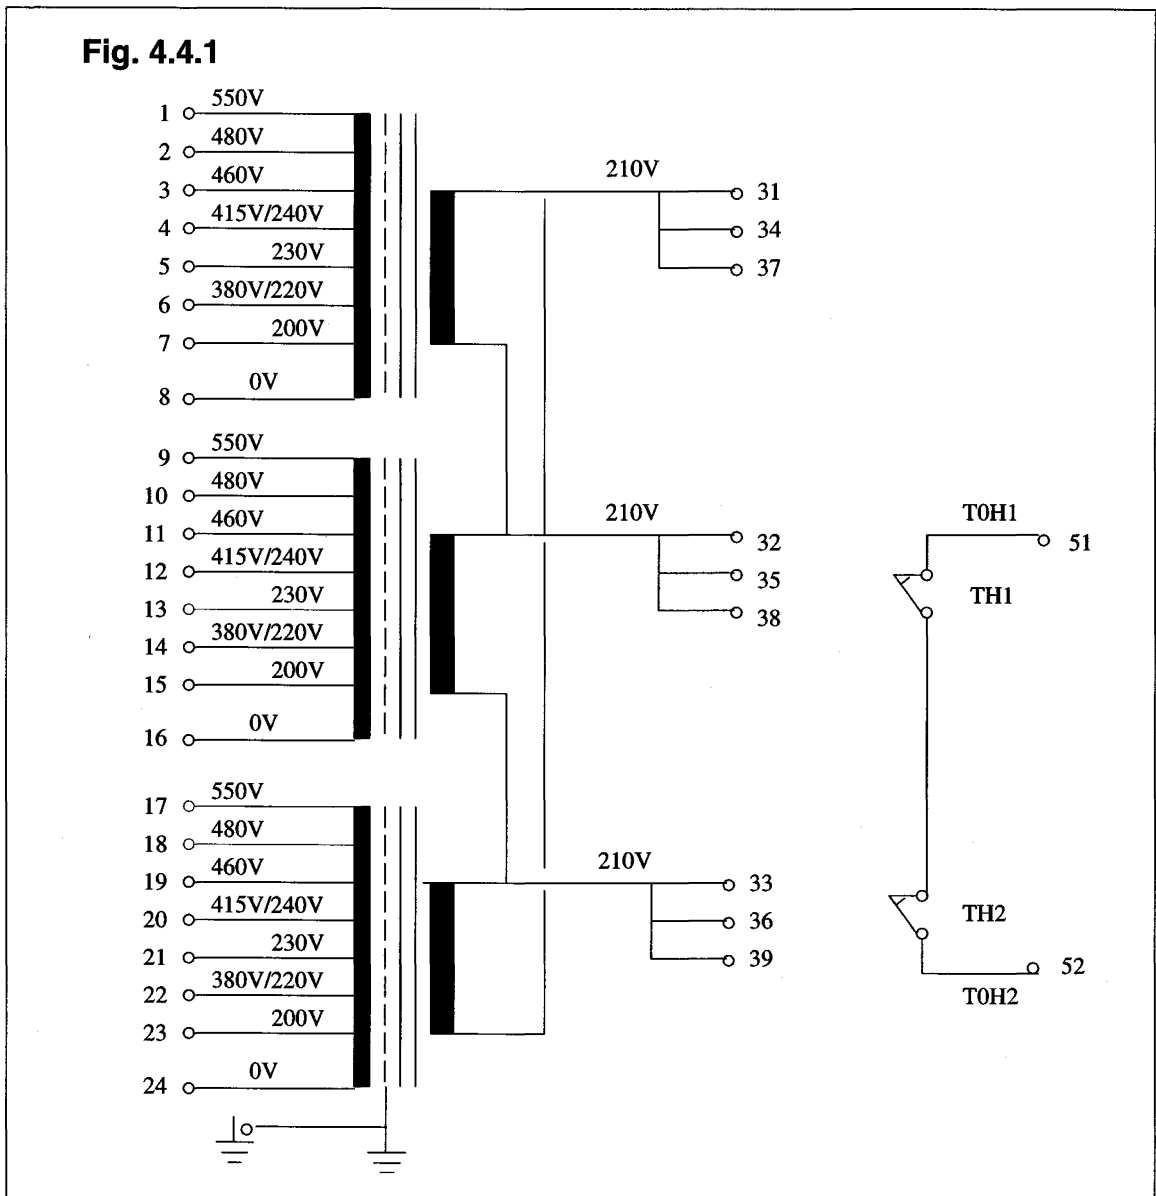 Fig. 4.4.1
1 550V
2 480V
3 460V
4 415V/240V
5 230V
6 380V/220V
7 200V
8 0V
9 550V
10 480V
11 460V
12 415V/240V
13 230V
14 380V/220V
15 200V
16 0V
17 550V
18 480V
19 460V
20 415V/240V
21 230V
22 380V/220V
23 200V
24 0V
210V 31
34
37
210V 32
35
38
210V 33
36
39
T0H1 51
TH1
TH2
52
T0H2